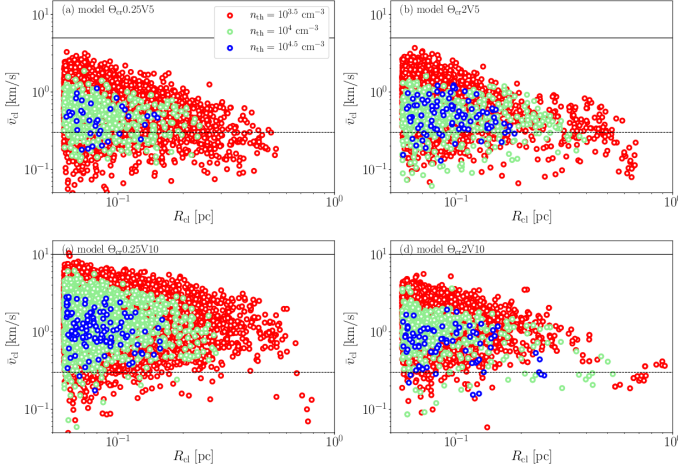 (a) model Θcr0.25V5
nth = 10^3.5 cm^−3
nth = 10^4 cm^−3
nth = 10^4.5 cm^−3
10^1
10^0
10^−1
v̄cl [km/s]
10^−1
10^0
Rcl [pc]
(b) model Θcr2V5
10^1
10^0
10^−1
v̄cl [km/s]
10^−1
10^0
Rcl [pc]
(c) model Θcr0.25V10
10^1
10^0
10^−1
v̄cl [km/s]
10^−1
10^0
Rcl [pc]
(d) model Θcr2V10
10^1
10^0
10^−1
v̄cl [km/s]
10^−1
10^0
Rcl [pc]